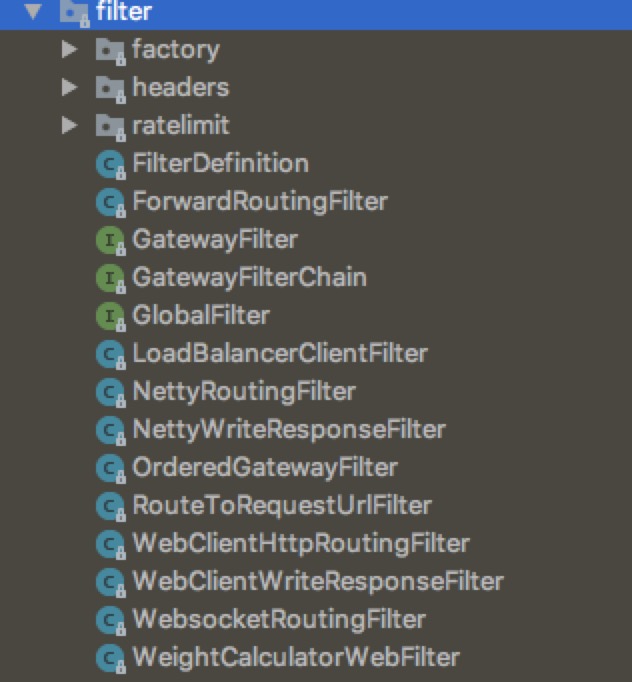 filter
factory
headers
ratelimit
FilterDefinition
ForwardRoutingFilter
GatewayFilter
GatewayFilterChain
GlobalFilter
LoadBalancerClientFilter
NettyRoutingFilter
NettyWriteResponseFilter
OrderedGatewayFilter
RouteToRequestUrlFilter
WebClientHttpRoutingFilter
WebClientWriteResponseFilter
WebsocketRoutingFilter
WeightCalculatorWebFilter